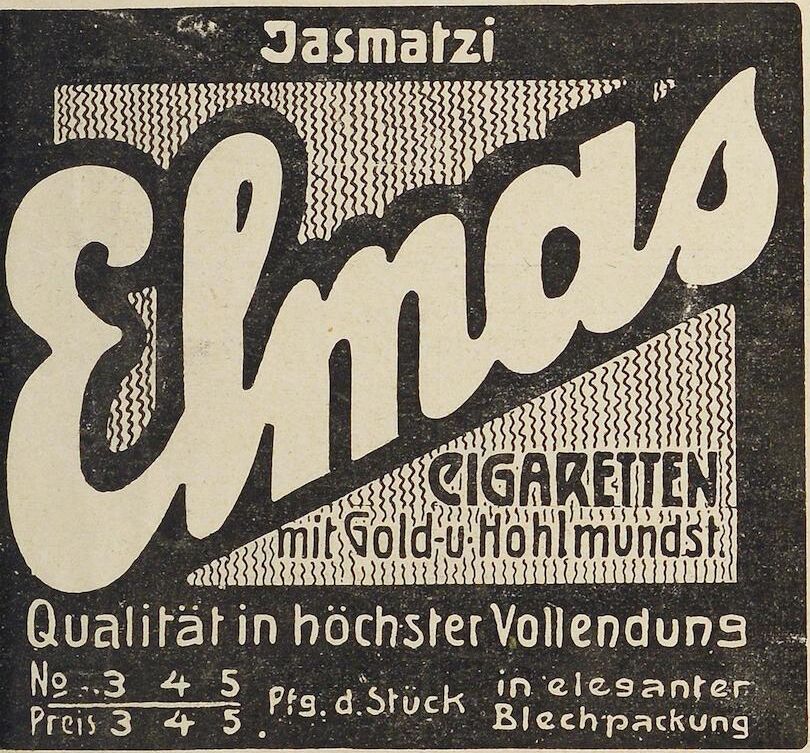 Jasmatzi
Elmas
CIGARETTEN
mit Gold-u-Hohlmundst.
Qualität in höchster Vollendung
No 3 4 5
Preis 3 4 5. Pfg. d. Stück
in eleganter
Blechpackung